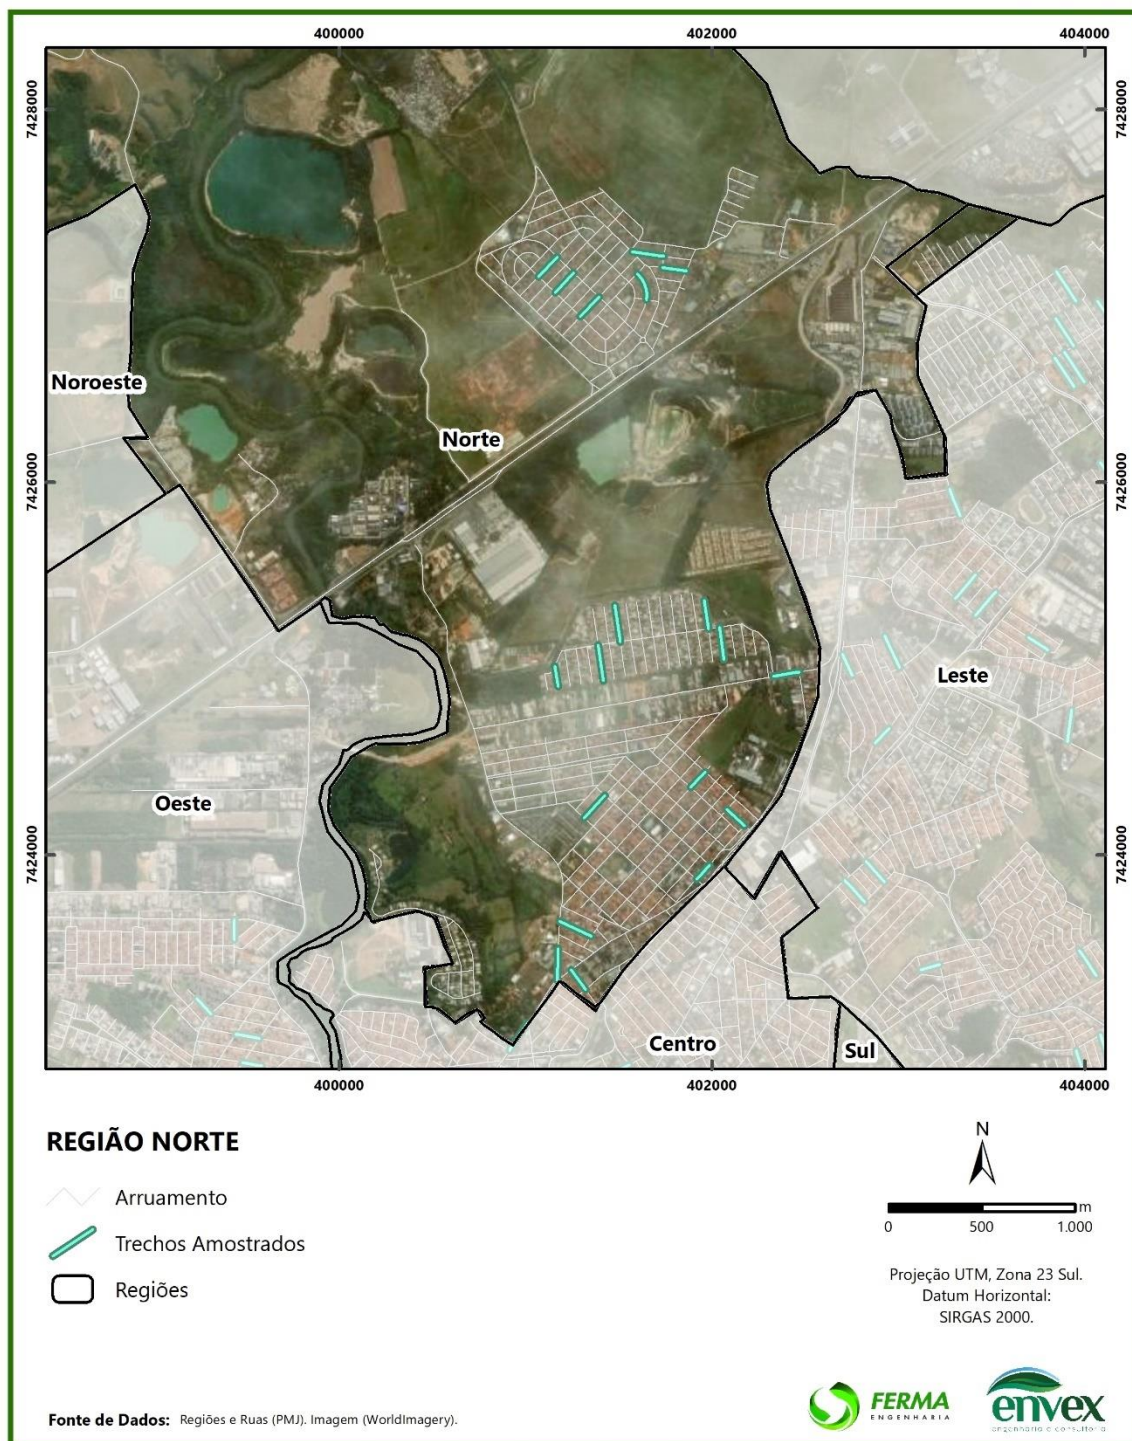 400000 402000 404000
7428000 7428000
Noroeste
Norte
7426000 7426000
Leste
Oeste
7424000 7424000
Centro
Sul
400000 402000 404000
REGIÃO NORTE
Arruamento
Trechos Amostrados
Regiões
N
m
0 500 1.000
Projeção UTM, Zona 23 Sul.
Datum Horizontal:
SIRGAS 2000.
Fonte de Dados: Regiões e Ruas (PMJ). Imagem (WorldImagery).
FERMA
ENGENHARIA
envex
engenharia e consultoria